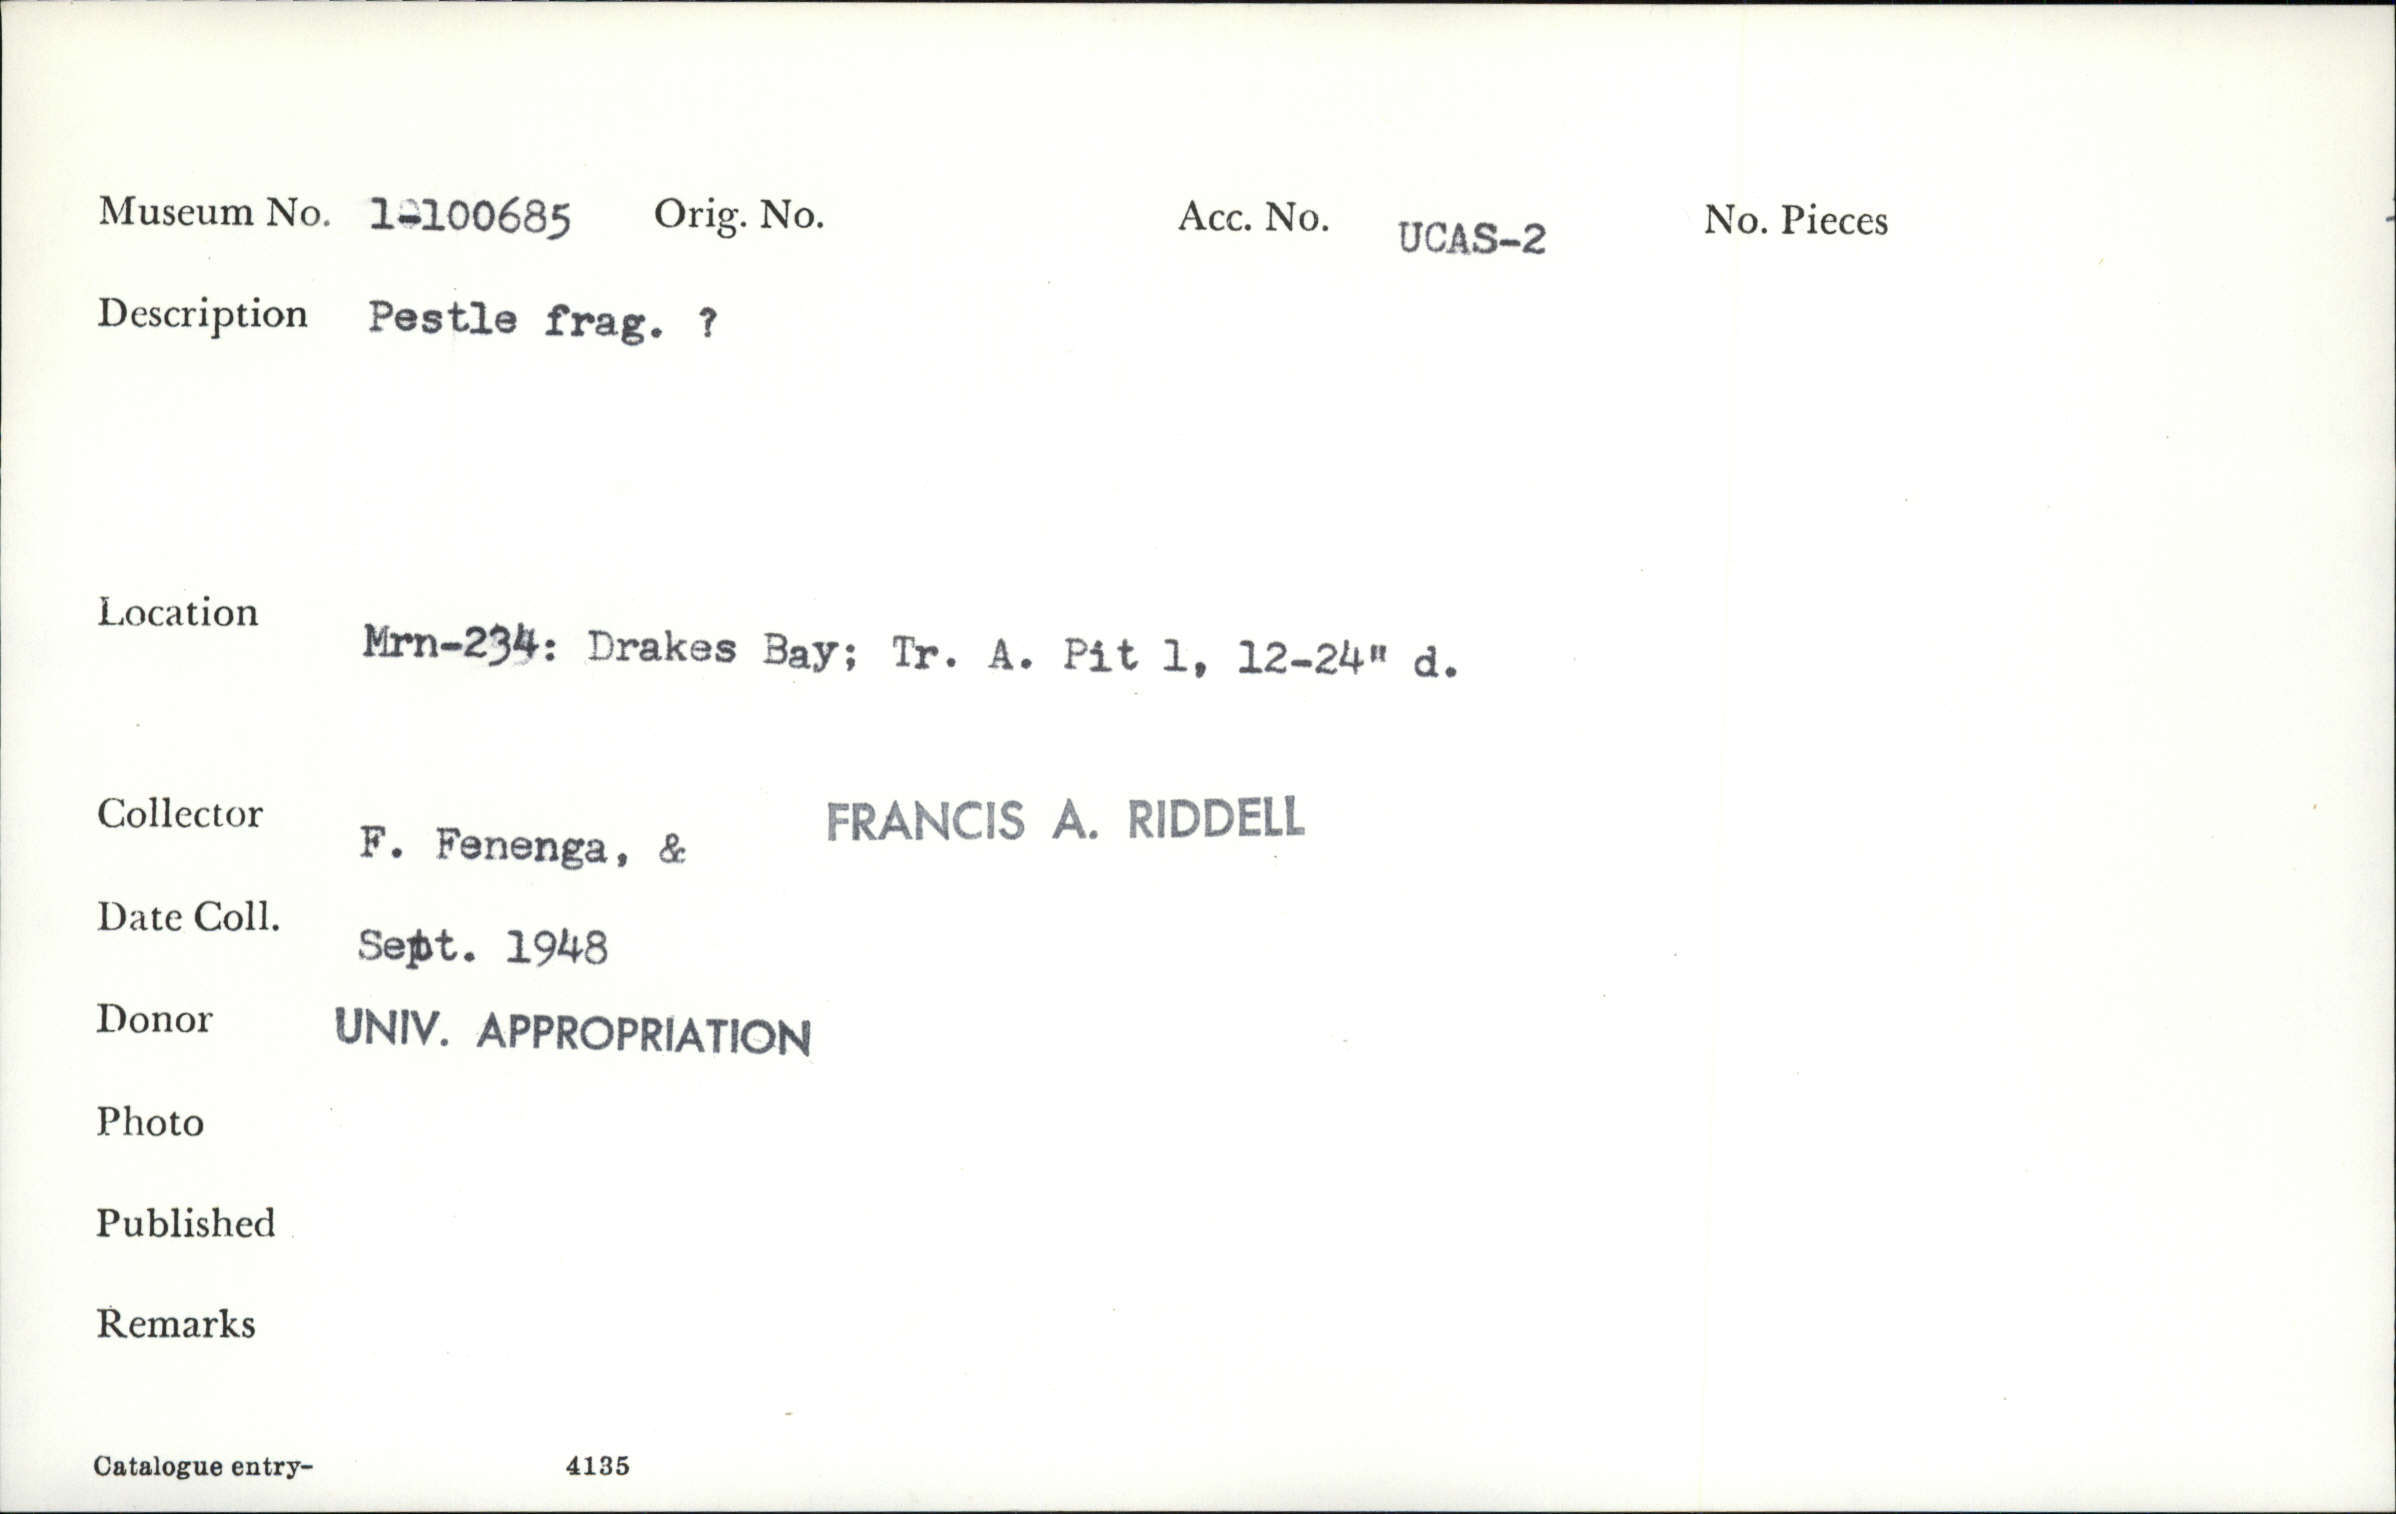 Museum No. 1-100685 Orig. No. Acc. No. UCAS-2 No. Pieces
Description Pestle frag. ?
Location Mrn-234: Drakes Bay; Tr. A. Pit 1, 12-24" d.
Collector F. Fenenga, & FRANCIS A. RIDDELL
Date Coll. Sept. 1948
Donor UNIV. APPROPRIATION
Photo
Published
Remarks
Catalogue entry- 4135